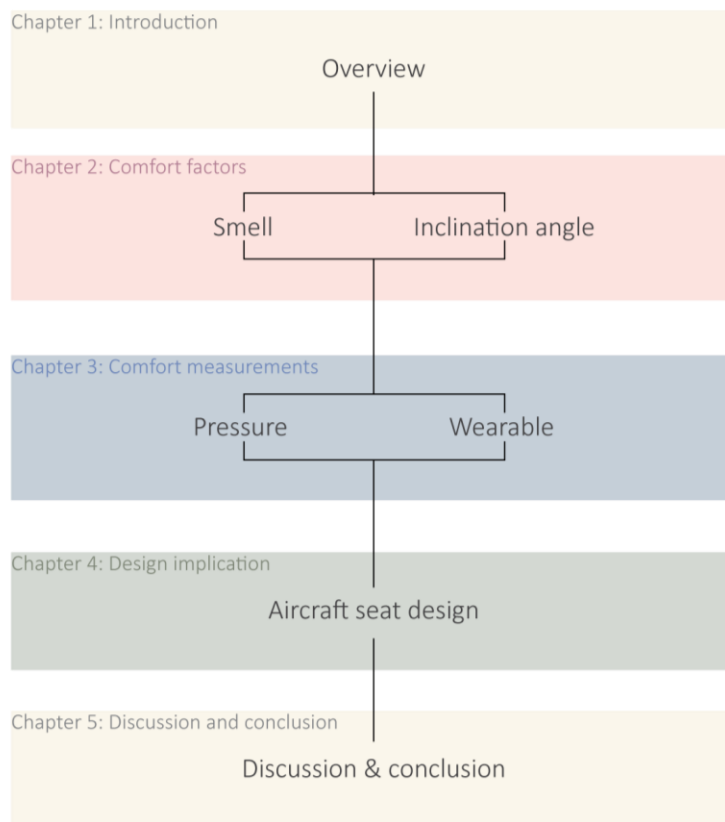 Chapter 1: Introduction
Overview
Chapter 2: Comfort factors
Smell
Inclination angle
Chapter 3: Comfort measurements
Pressure
Wearable
Chapter 4: Design implication
Aircraft seat design
Chapter 5: Discussion and conclusion
Discussion & conclusion